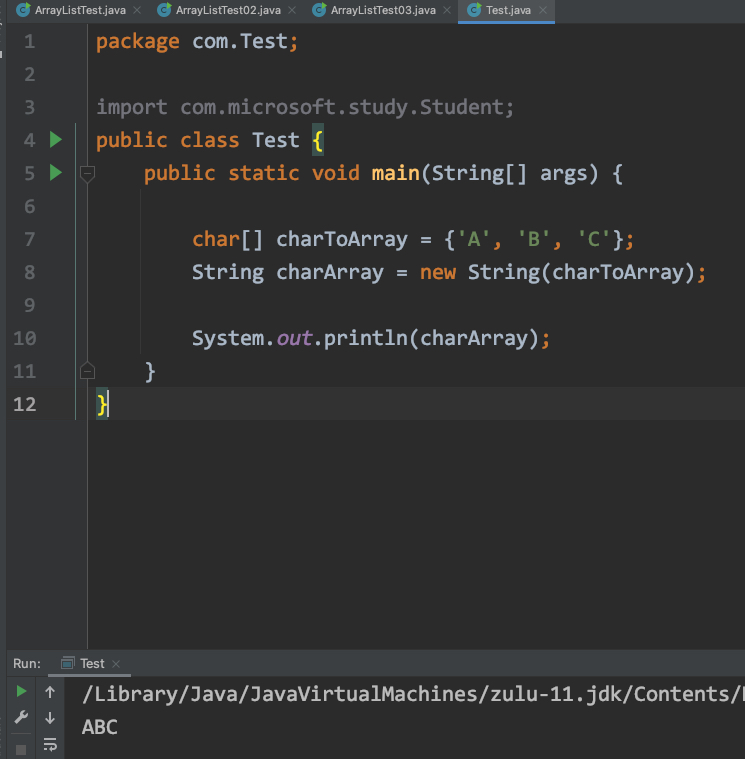 ArrayListTest.java ArrayListTest02.java ArrayListTest03.java Test.java
1 package com.Test;
2
3 import com.microsoft.study.Student;
4 public class Test {
5 public static void main(String[] args) {
6
7 char[] charToArray = {'A', 'B', 'C'};
8 String charArray = new String(charToArray);
9
10 System.out.println(charArray);
11 }
12 }
Run: Test
/Library/Java/JavaVirtualMachines/zulu-11.jdk/Contents/
ABC